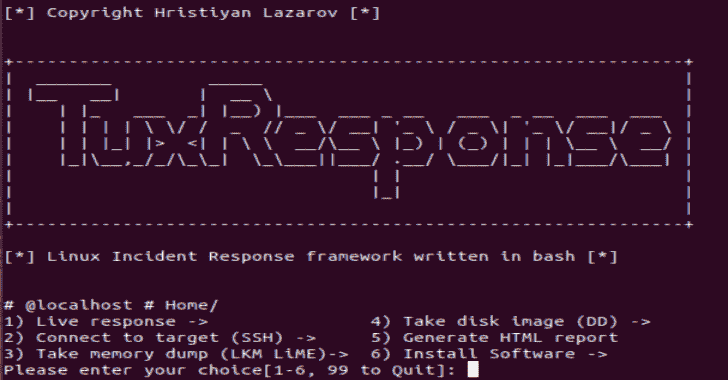 [*] Copyright Hristiyan Lazarov [*]
TuxResponse
[*] Linux Incident Response framework written in bash [*]
# @localhost # Home/
1) Live response -> 4) Take disk image (DD) ->
2) Connect to target (SSH) -> 5) Generate HTML report
3) Take memory dump (LKM LiME)-> 6) Install Software ->
Please enter your choice[1-6, 99 to Quit]: